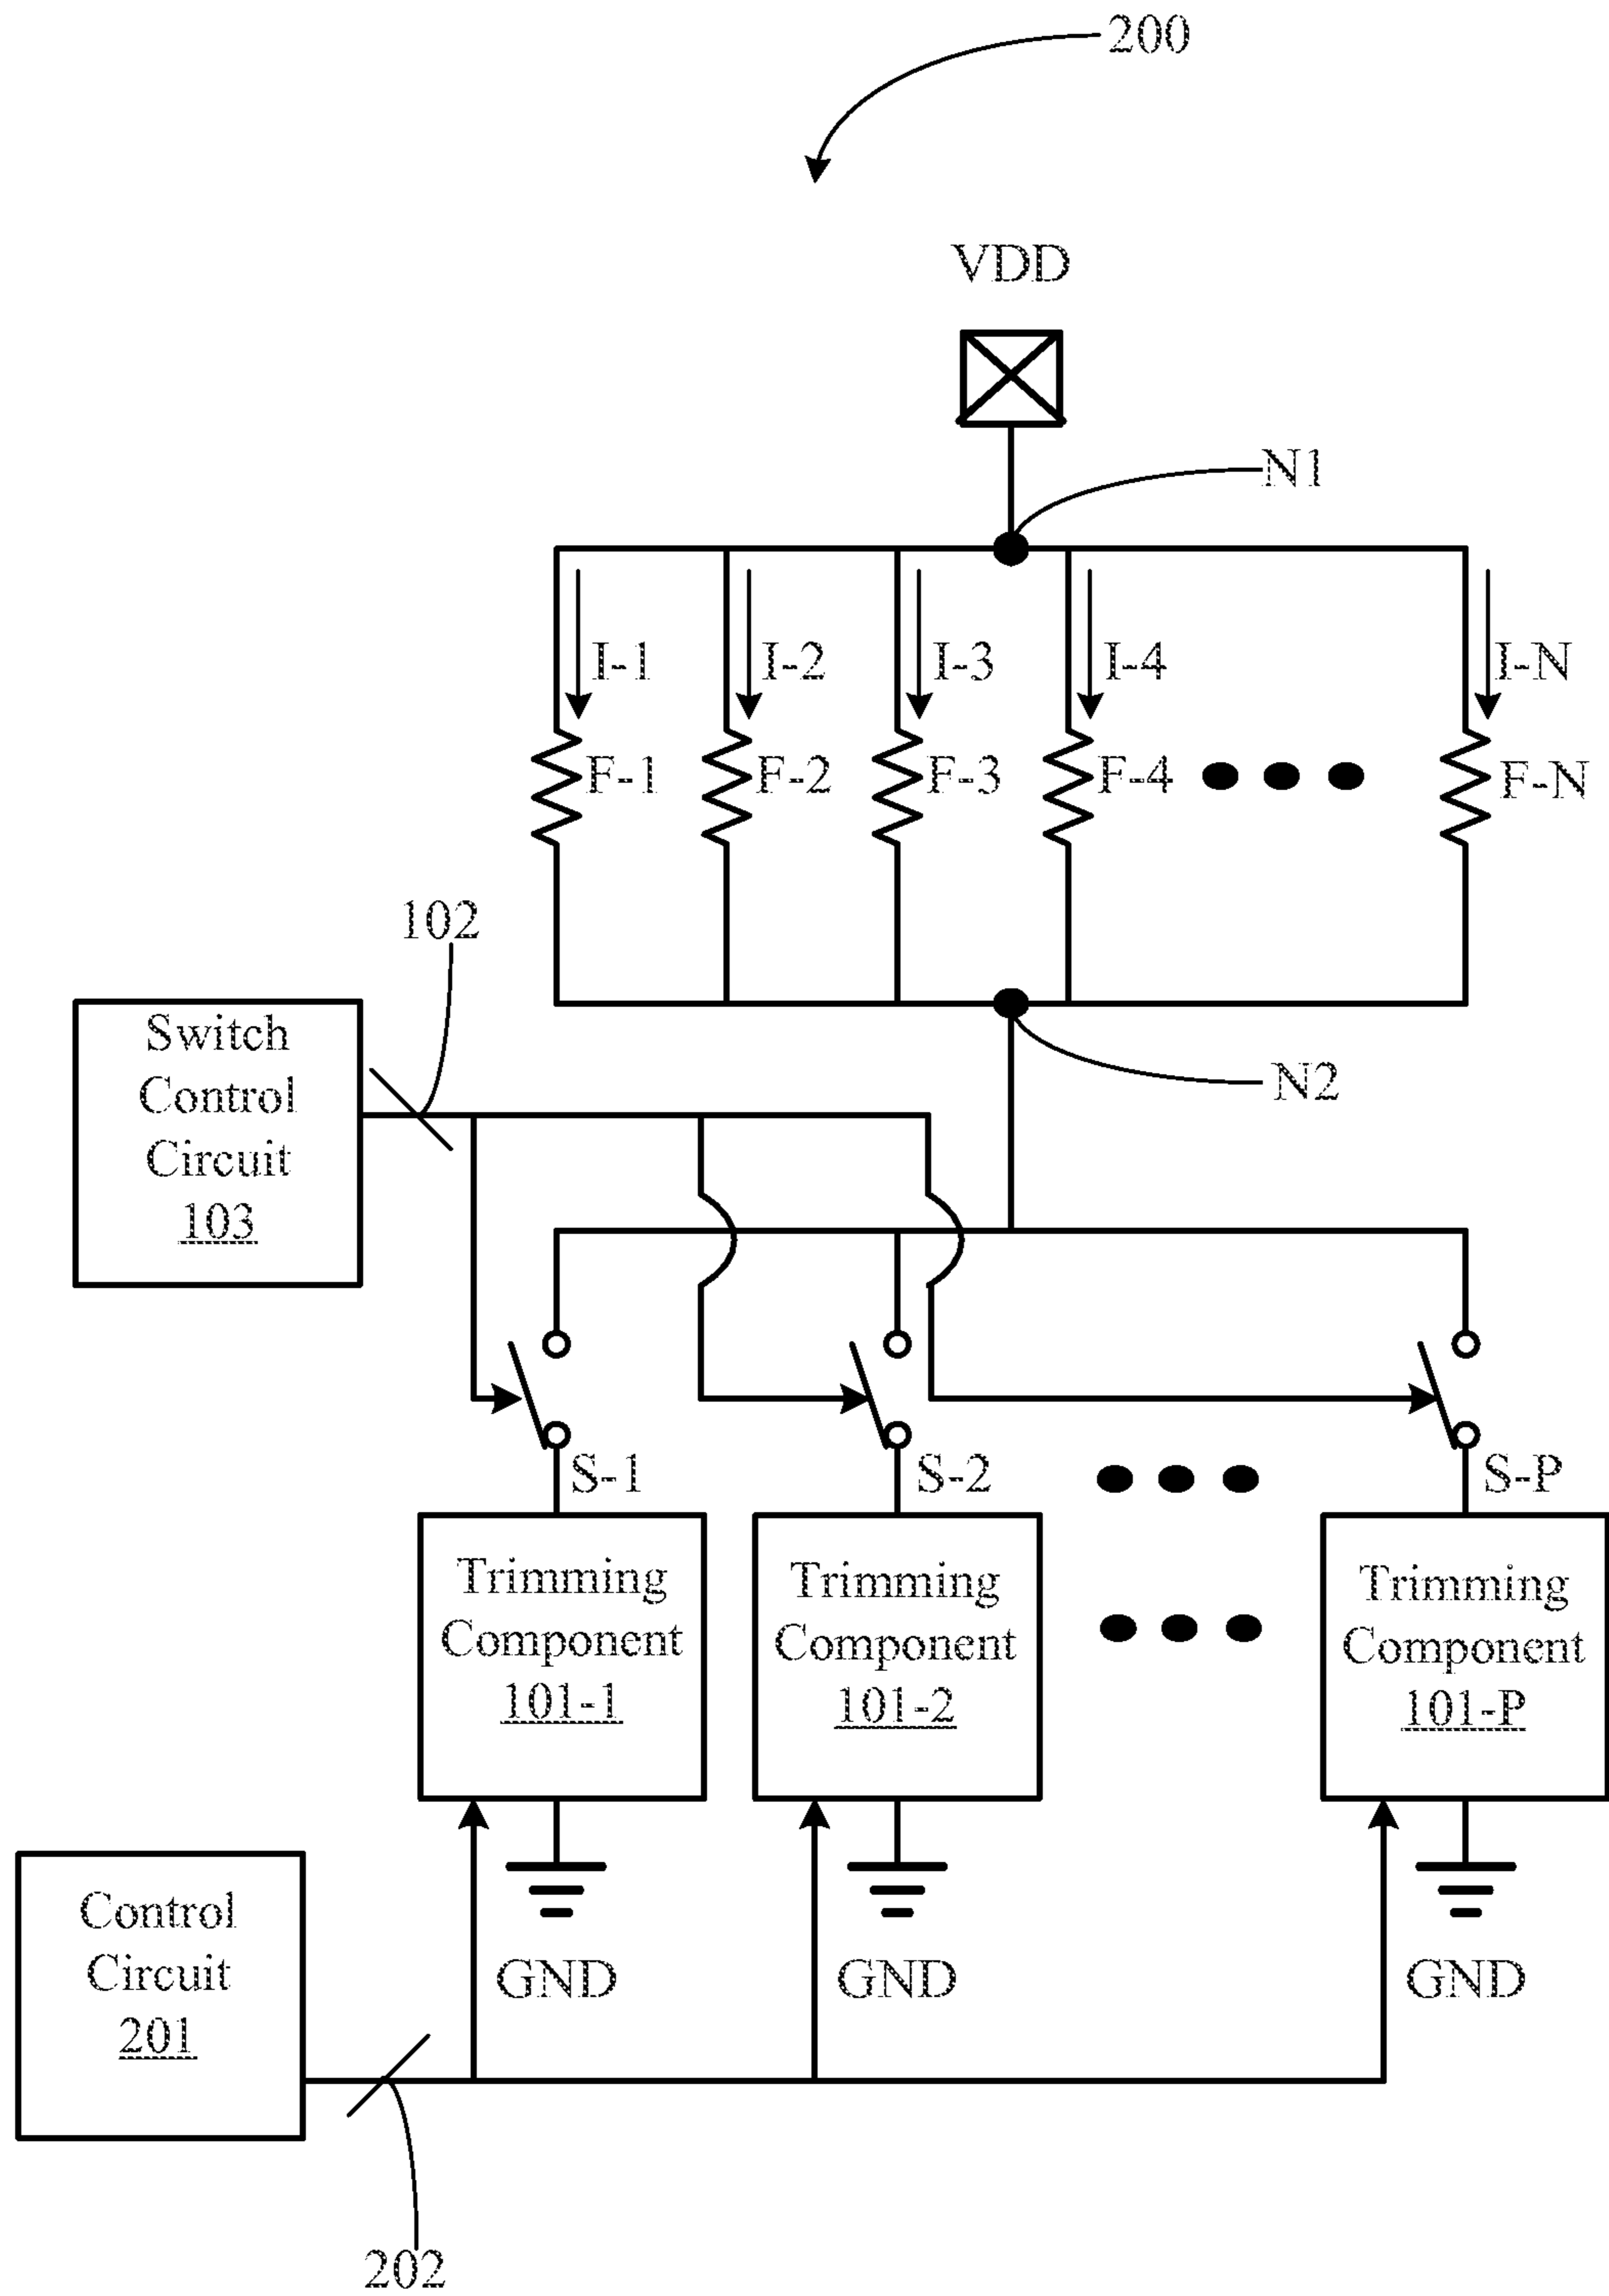 200
VDD
N1
I-1 I-2 I-3 I-4 I-N
F-1 F-2 F-3 F-4 F-N
102
Switch
Control
Circuit
103
N2
S-1 S-2 S-P
Trimming
Component
101-1
Trimming
Component
101-2
Trimming
Component
101-P
Control
Circuit
201
GND GND GND
202